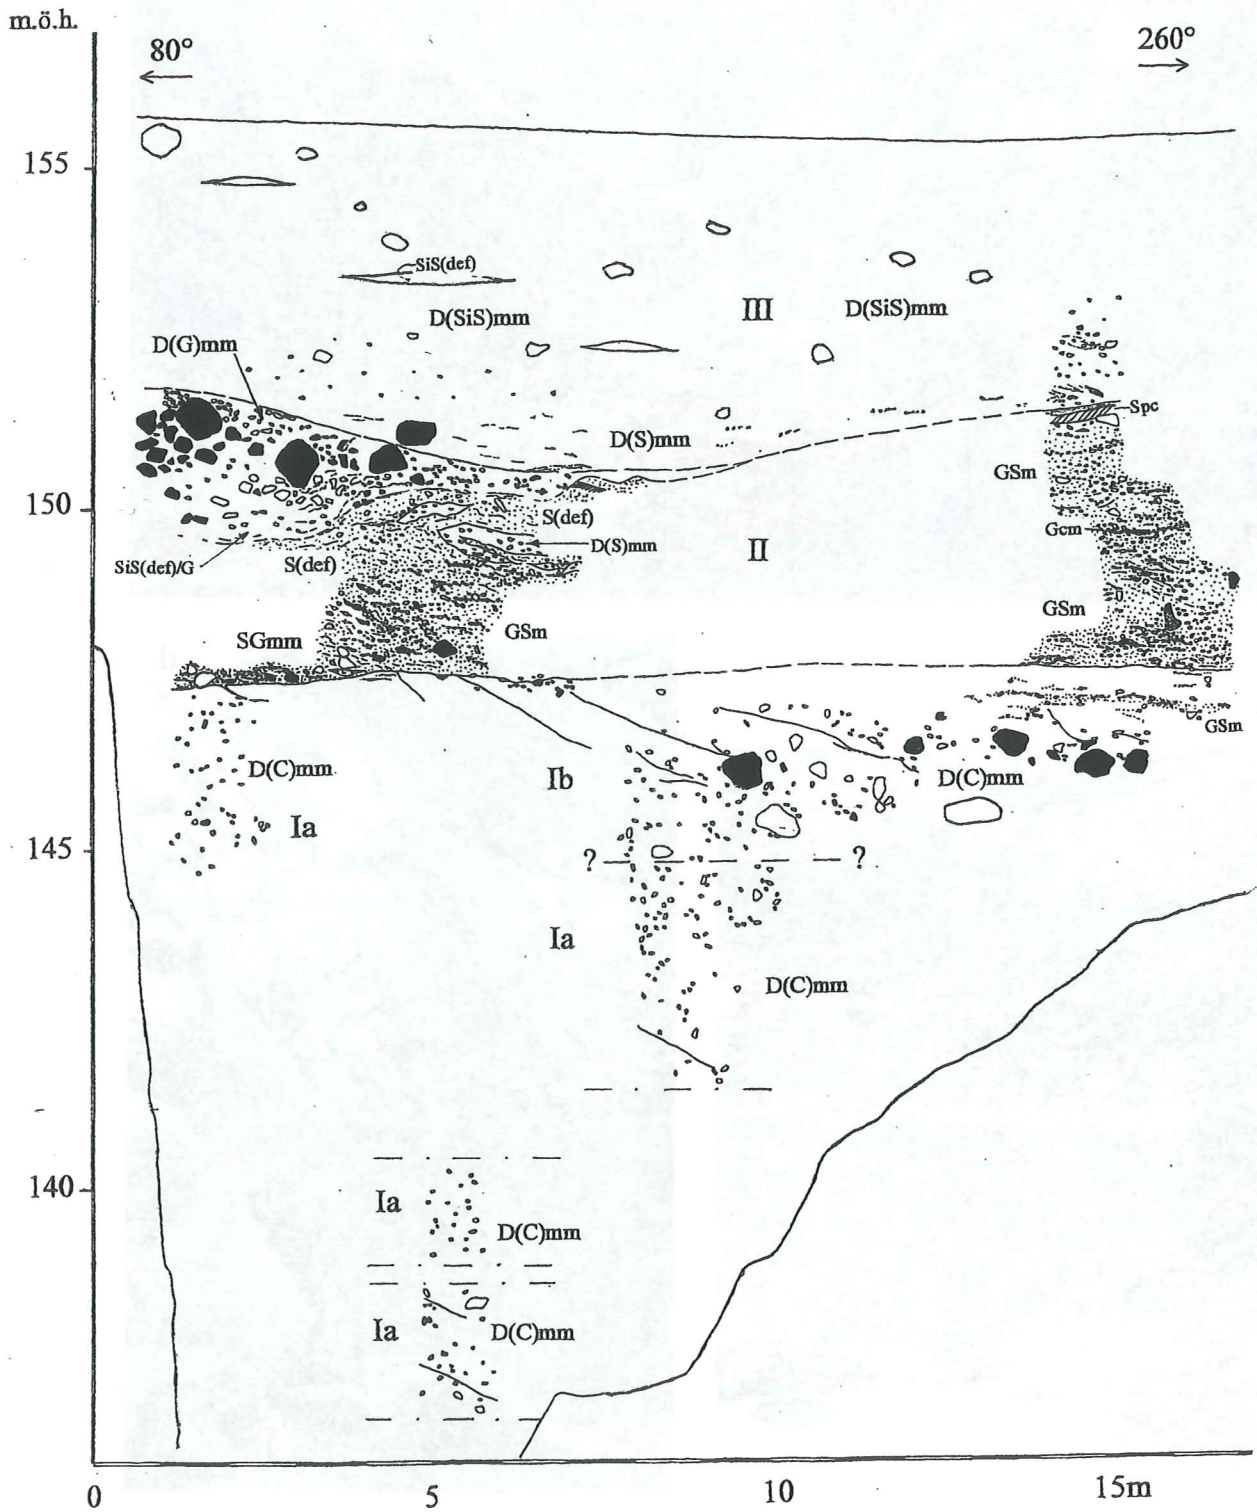 m.ö.h.
80°
260°
155
SiS(def)
D(SiS)mm
III
D(SiS)mm
D(G)mm
Spc
D(S)mm
GSm
150
S(def)
Gcm
D(S)mm
II
SiS(def)/G
S(def)
GSm
SGmm
GSm
GSm
D(C)mm
Ib
D(C)mm
Ia
145
? ?
Ia
D(C)mm
140
Ia
D(C)mm
Ia
D(C)mm
0 5 10 15m